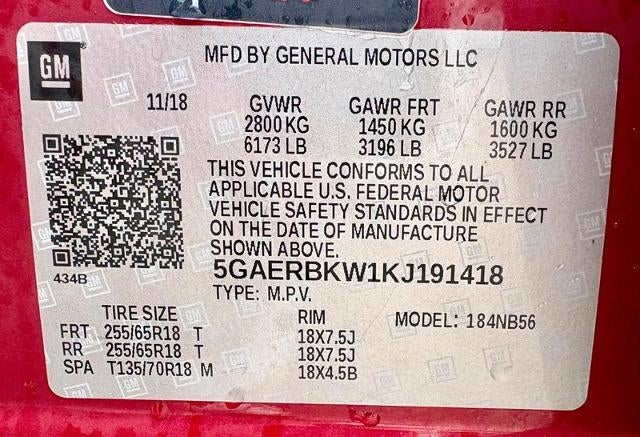 GM
MFD BY GENERAL MOTORS LLC
11/18 GVWR GAWR FRT GAWR RR
2800 KG 1450 KG 1600 KG
6173 LB 3196 LB 3527 LB
THIS VEHICLE CONFORMS TO ALL
APPLICABLE U.S. FEDERAL MOTOR
VEHICLE SAFETY STANDARDS IN EFFECT
ON THE DATE OF MANUFACTURE
SHOWN ABOVE.
434B
5GAERBKW1KJ191418
TYPE: M.P.V.
TIRE SIZE RIM MODEL: 184NB56
FRT 255/65R18 T 18X7.5J
RR 255/65R18 T 18X7.5J
SPA T135/70R18 M 18X4.5B